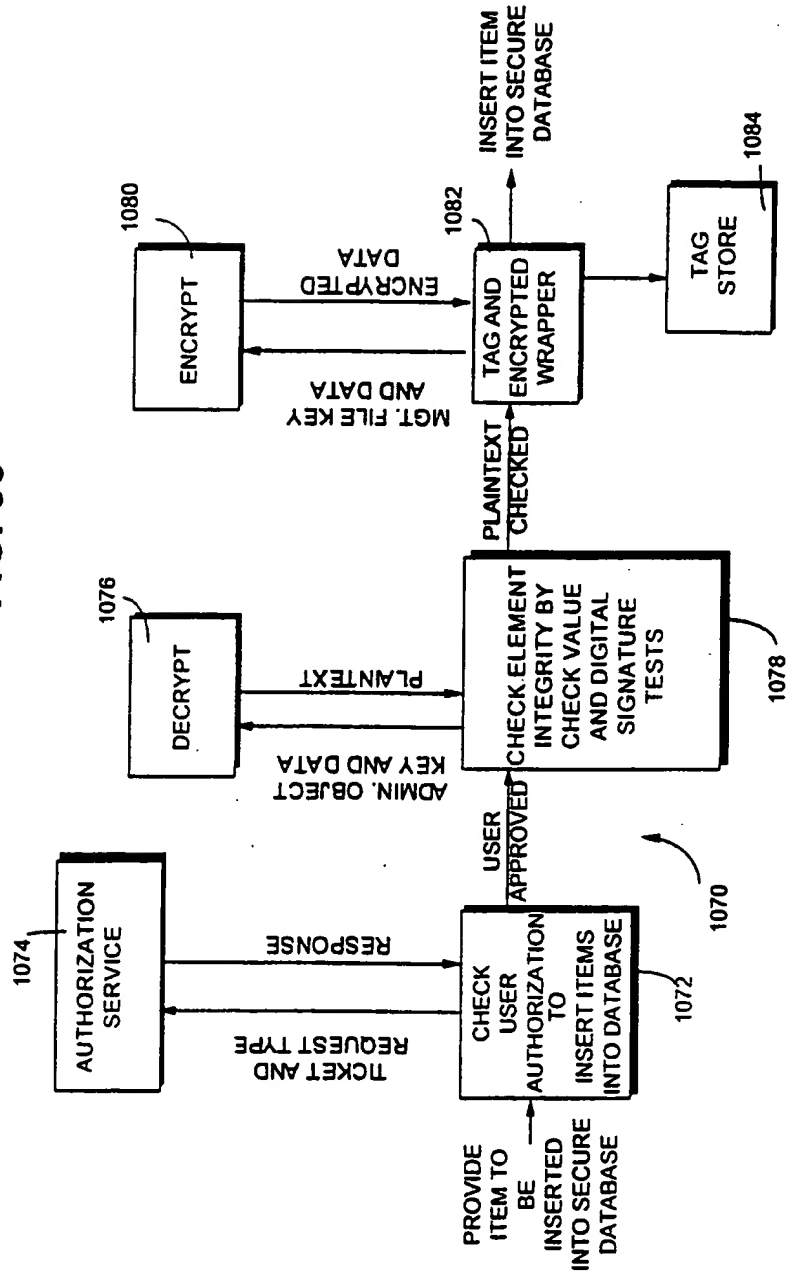 1074
AUTHORIZATION
SERVICE
TICKET AND
REQUEST TYPE
RESPONSE
PROVIDE
ITEM TO
BE
INSERTED
INTO SECURE
DATABASE
CHECK
USER
AUTHORIZATION
TO
INSERT ITEMS
INTO DATABASE
1072
1070
USER
APPROVED
1076
DECRYPT
ADMIN. OBJECT
KEY AND DATA
PLAINTEXT
CHECK ELEMENT
INTEGRITY BY
CHECK VALUE
AND DIGITAL
SIGNATURE
TESTS
1078
PLAINTEXT
CHECKED
1080
ENCRYPT
MGT. FILE KEY
AND DATA
ENCRYPTED
DATA
1082
TAG AND
ENCRYPTED
WRAPPER
INSERT ITEM
INTO SECURE
DATABASE
TAG
STORE
1084